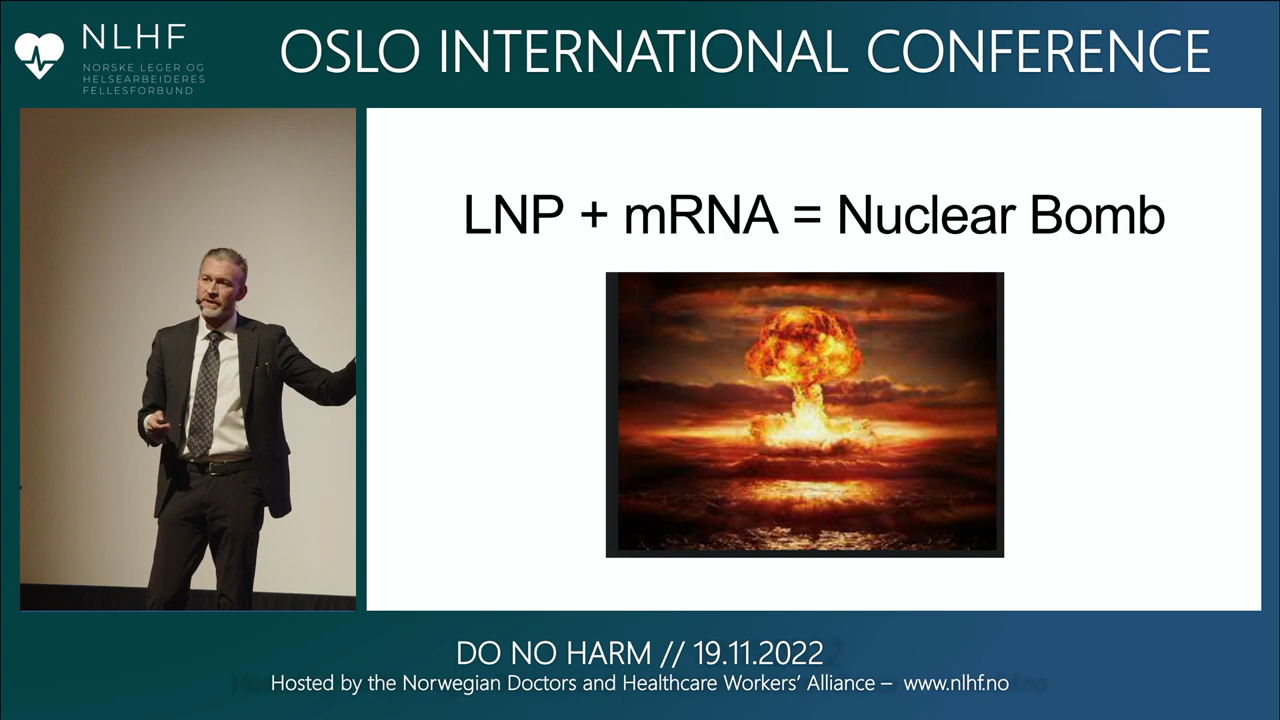 NLHF
NORSKE LEGER OG
HELSEARBEIDERES
FELLESFORBUND
OSLO INTERNATIONAL CONFERENCE
LNP + mRNA = Nuclear Bomb
DO NO HARM // 19.11.2022
Hosted by the Norwegian Doctors and Healthcare Workers' Alliance – www.nlhf.no